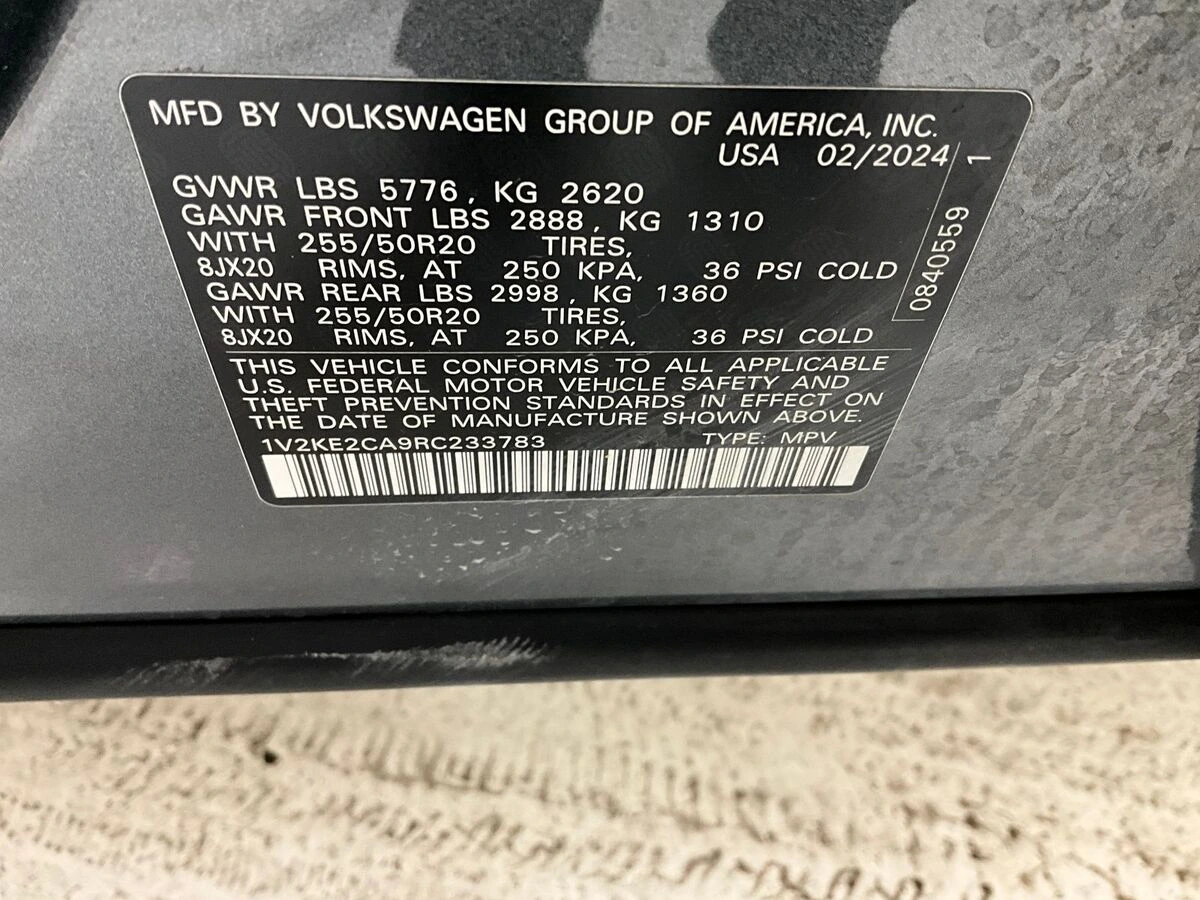 MFD BY VOLKSWAGEN GROUP OF AMERICA, INC.
USA 02/2024
GVWR LBS 5776, KG 2620
GAWR FRONT LBS 2888, KG 1310
WITH 255/50R20 TIRES,
8JX20 RIMS, AT 250 KPA, 36 PSI COLD
GAWR REAR LBS 2998, KG 1360
WITH 255/50R20 TIRES,
8JX20 RIMS, AT 250 KPA, 36 PSI COLD
THIS VEHICLE CONFORMS TO ALL APPLICABLE
U.S. FEDERAL MOTOR VEHICLE SAFETY AND
THEFT PREVENTION STANDARDS IN EFFECT ON
THE DATE OF MANUFACTURE SHOWN ABOVE.
1V2KE2CA9RC233783 TYPE: MPV
0840559 1